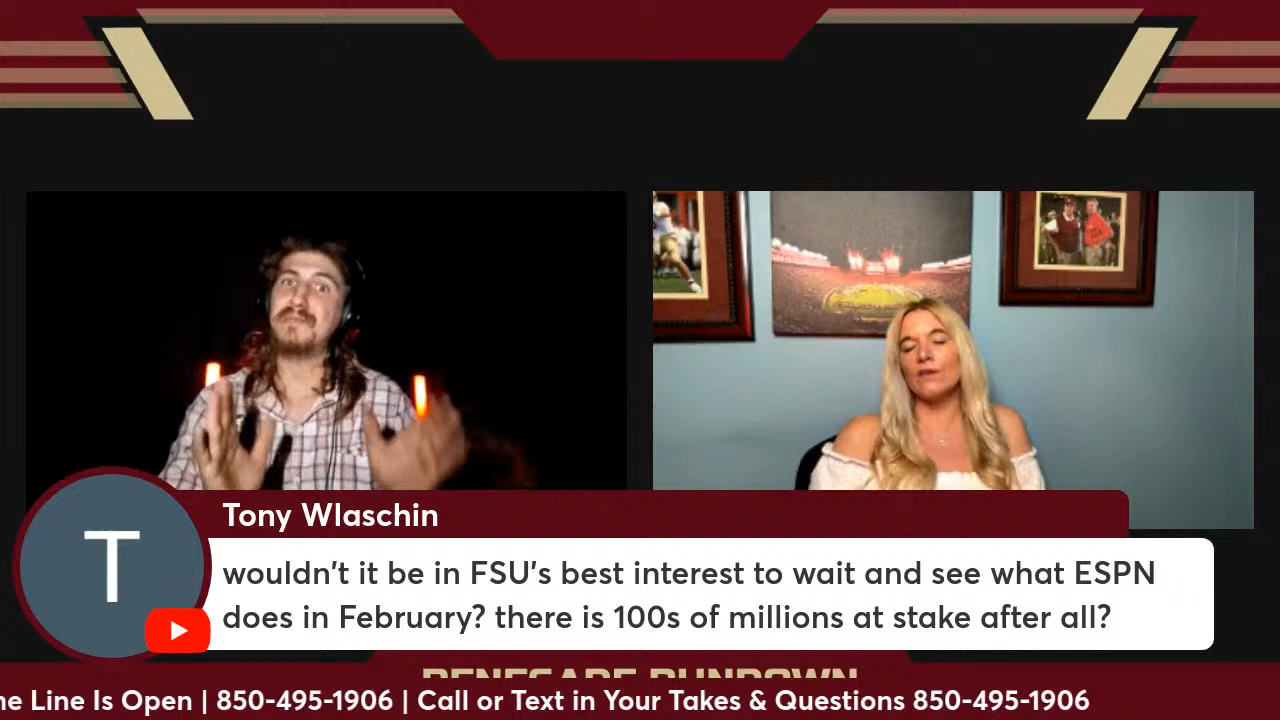 T
Tony Wlaschin
wouldn't it be in FSU's best interest to wait and see what ESPN
does in February? there is 100s of millions at stake after all?
RENEGADE RUNDOWN
ne Line Is Open | 850-495-1906 | Call or Text in Your Takes & Questions 850-495-1906